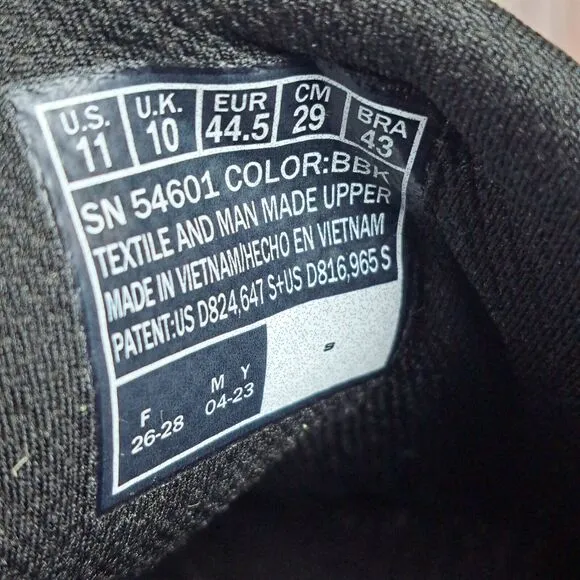 U.S. U.K. EUR CM BRA
11 10 44.5 29 43
SN 54601 COLOR:BBK
TEXTILE AND MAN MADE UPPER
MADE IN VIETNAM/HECHO EN VIETNAM
PATENT:US D824,647 S+US D816,965 S
F M Y
26-28 04-23